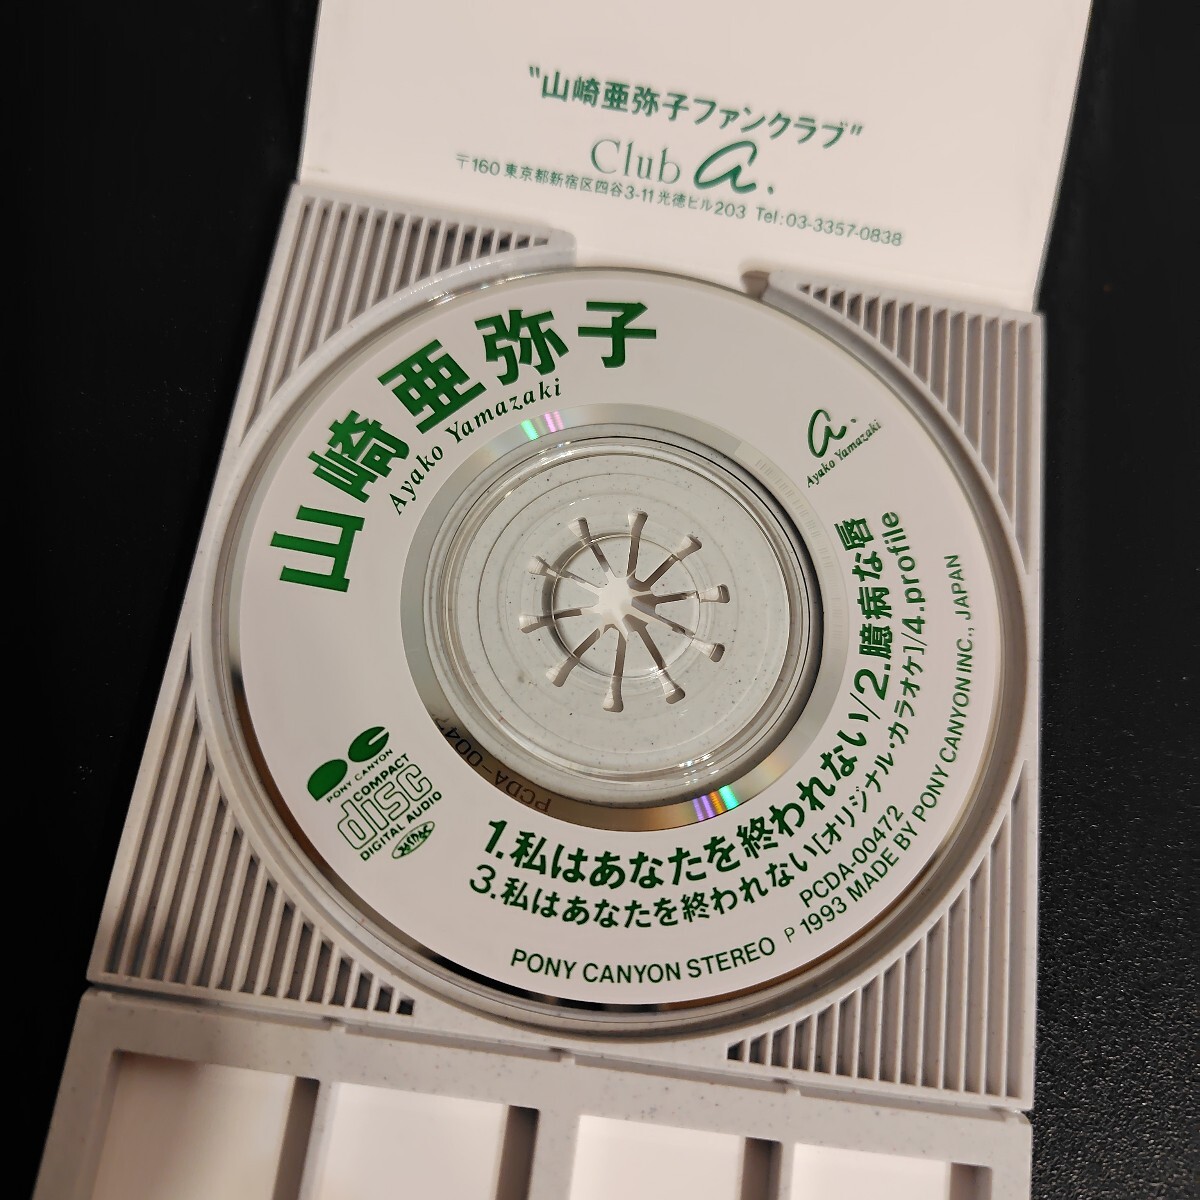 "山崎亜弥子ファンクラブ"
Club a.
〒160 東京都新宿区四谷3-11 光徳ビル203 Tel:03-3357-0838
山崎亜弥子
Ayako Yamazaki
a.
Ayako Yamazaki
PONY CANYON
COMPACT
disc
DIGITAL AUDIO
JASRAC
PCDA-0047
1.私はあなたを終われない/2.臆病な唇
3.私はあなたを終われない[オリジナル・カラオケ]/4.profile
PCDA-00472
PONY CANYON STEREO Ⓟ 1993 MADE BY PONY CANYON INC., JAPAN